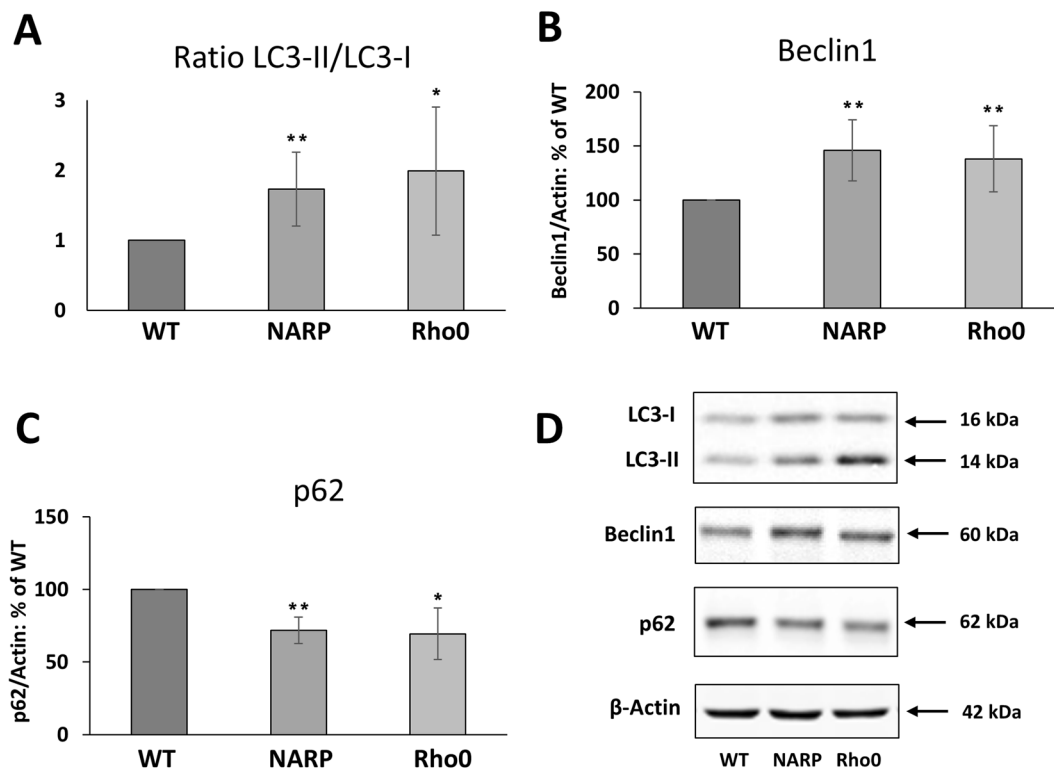 A
Ratio LC3-II/LC3-I
3
2
1
0
*
**
WT
NARP
Rho0
B
Beclin1
Beclin1/Actin: % of WT
200
150
100
50
0
**
**
WT
NARP
Rho0
C
p62
p62/Actin: % of WT
150
100
50
0
**
*
WT
NARP
Rho0
D
LC3-I
16 kDa
LC3-II
14 kDa
Beclin1
60 kDa
p62
62 kDa
β-Actin
42 kDa
WT NARP Rho0